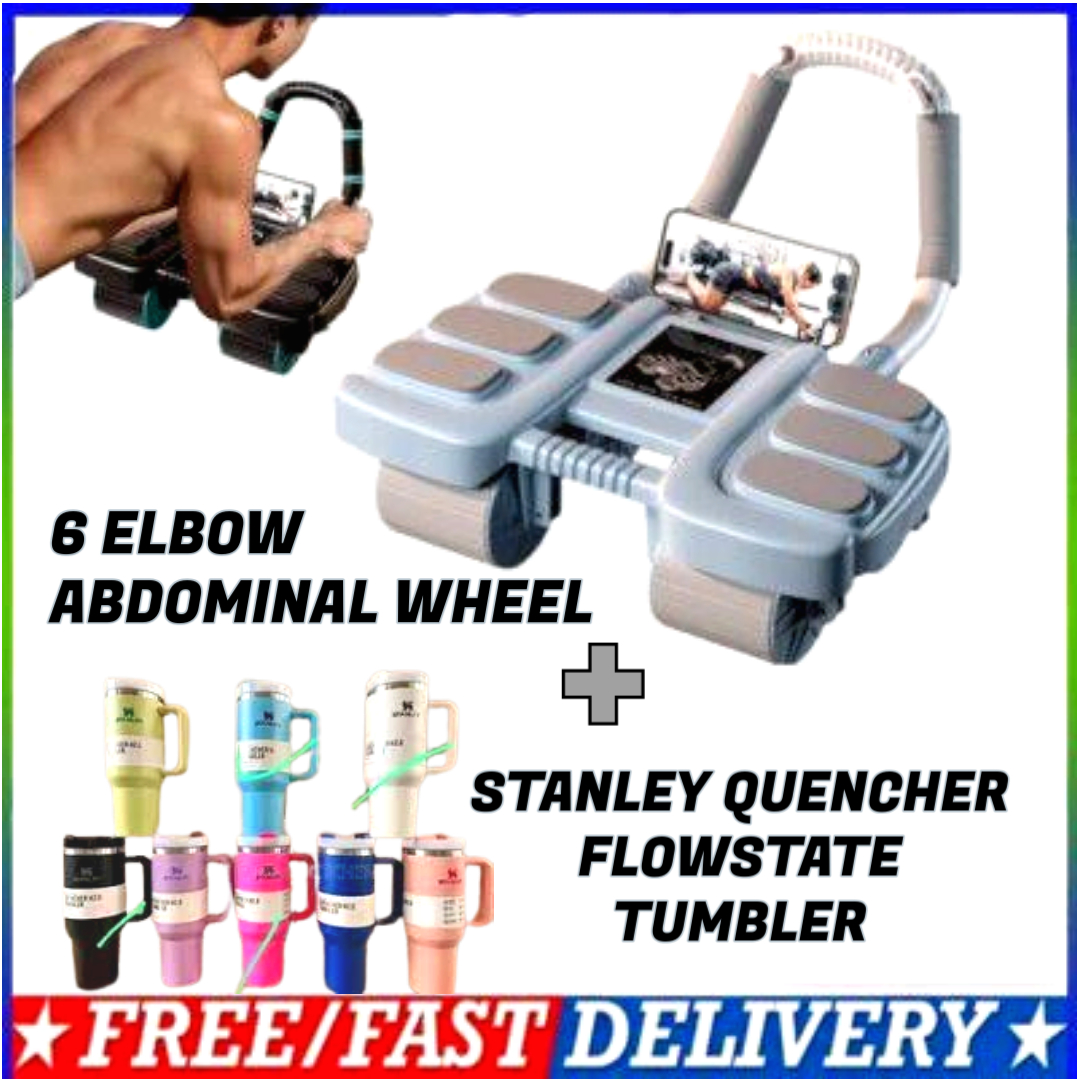 6 ELBOW
ABDOMINAL WHEEL
STANLEY QUENCHER
FLOWSTATE
TUMBLER
★ FREE/FAST DELIVERY ★